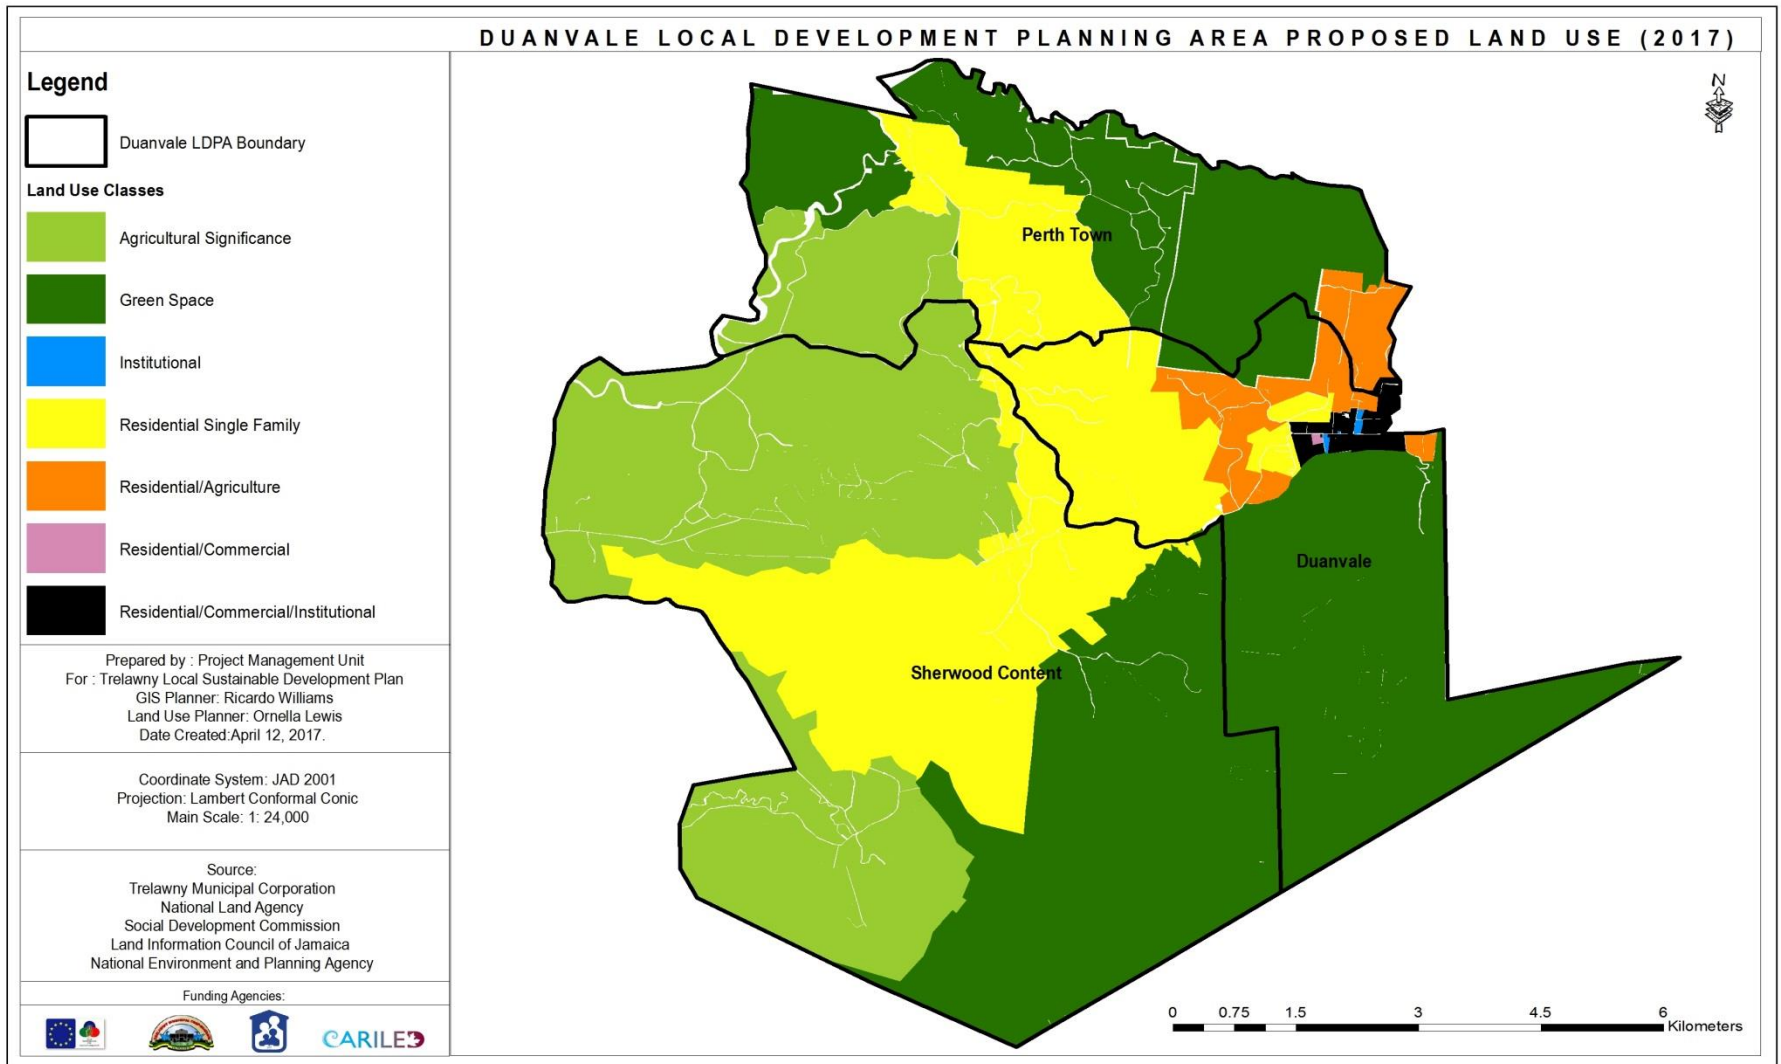 DUANVALE LOCAL DEVELOPMENT PLANNING AREA PROPOSED LAND USE (2017)
Legend
Duanvale LDPA Boundary
Land Use Classes
Agricultural Significance
Green Space
Institutional
Residential Single Family
Residential/Agriculture
Residential/Commercial
Residential/Commercial/Institutional
Prepared by : Project Management Unit
For : Trelawny Local Sustainable Development Plan
GIS Planner: Ricardo Williams
Land Use Planner: Ornella Lewis
Date Created:April 12, 2017.
Coordinate System: JAD 2001
Projection: Lambert Conformal Conic
Main Scale: 1: 24,000
Source:
Trelawny Municipal Corporation
National Land Agency
Social Development Commission
Land Information Council of Jamaica
National Environment and Planning Agency
Funding Agencies:
CARILED
N
Perth Town
Duanvale
Sherwood Content
0 0.75 1.5 3 4.5 6
Kilometers